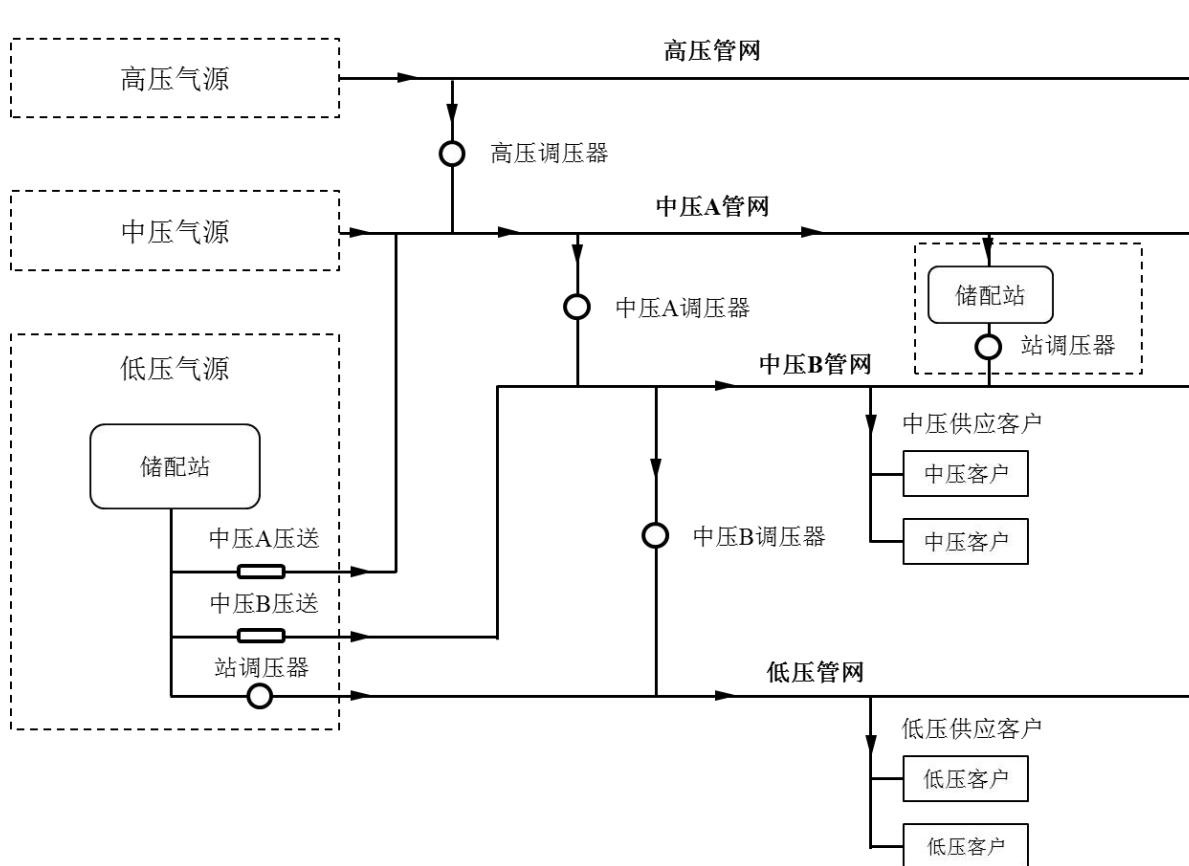 高压管网
高压气源
高压调压器
中压A管网
中压气源
储配站
中压A调压器
站调压器
中压B管网
低压气源
中压供应客户
储配站
中压客户
中压A压送
中压B调压器
中压客户
中压B压送
站调压器
低压管网
低压供应客户
低压客户
低压客户